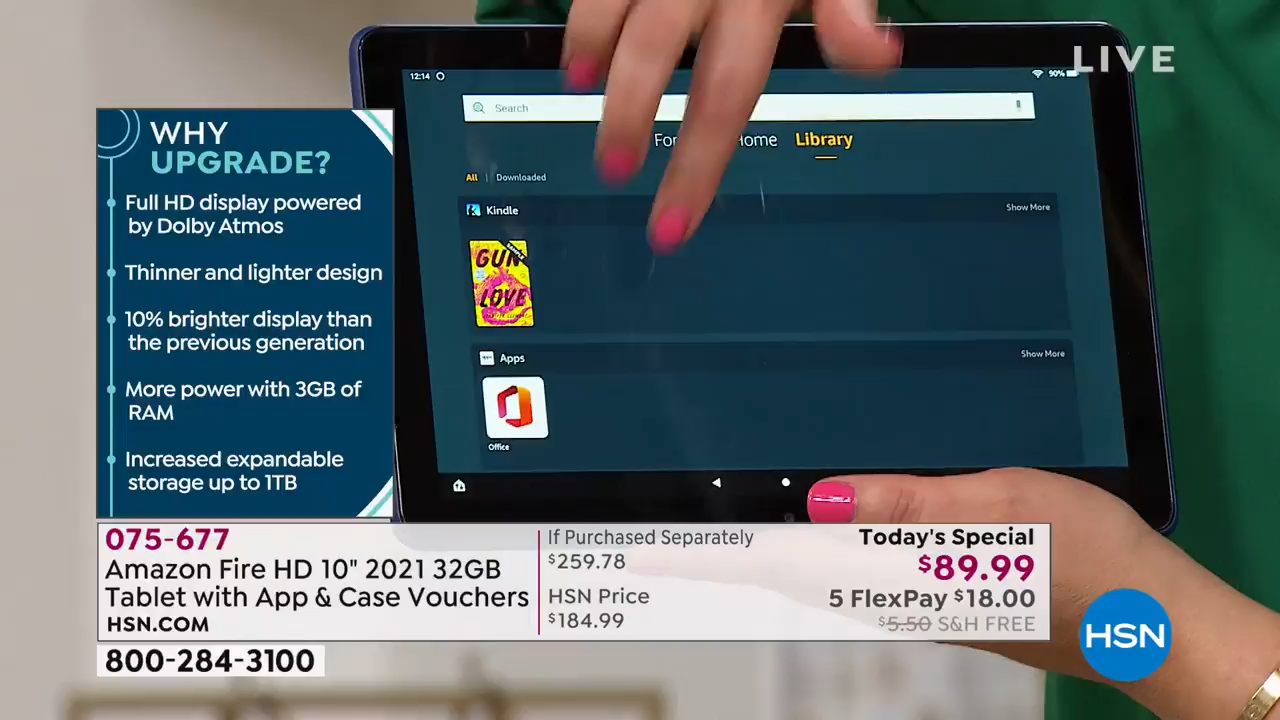 LIVE
12:14
90%
Search
Home
Library
All | Downloaded
Kindle
Show More
GUN
LOVE
Apps
Show More
Office
WHY
UPGRADE?
Full HD display powered
by Dolby Atmos
Thinner and lighter design
10% brighter display than
the previous generation
More power with 3GB of
RAM
Increased expandable
storage up to 1TB
075-677
Amazon Fire HD 10" 2021 32GB
Tablet with App & Case Vouchers
HSN.COM
If Purchased Separately
$259.78
HSN Price
$184.99
Today's Special
$89.99
5 FlexPay $18.00
$5.50 S&H FREE
800-284-3100
HSN